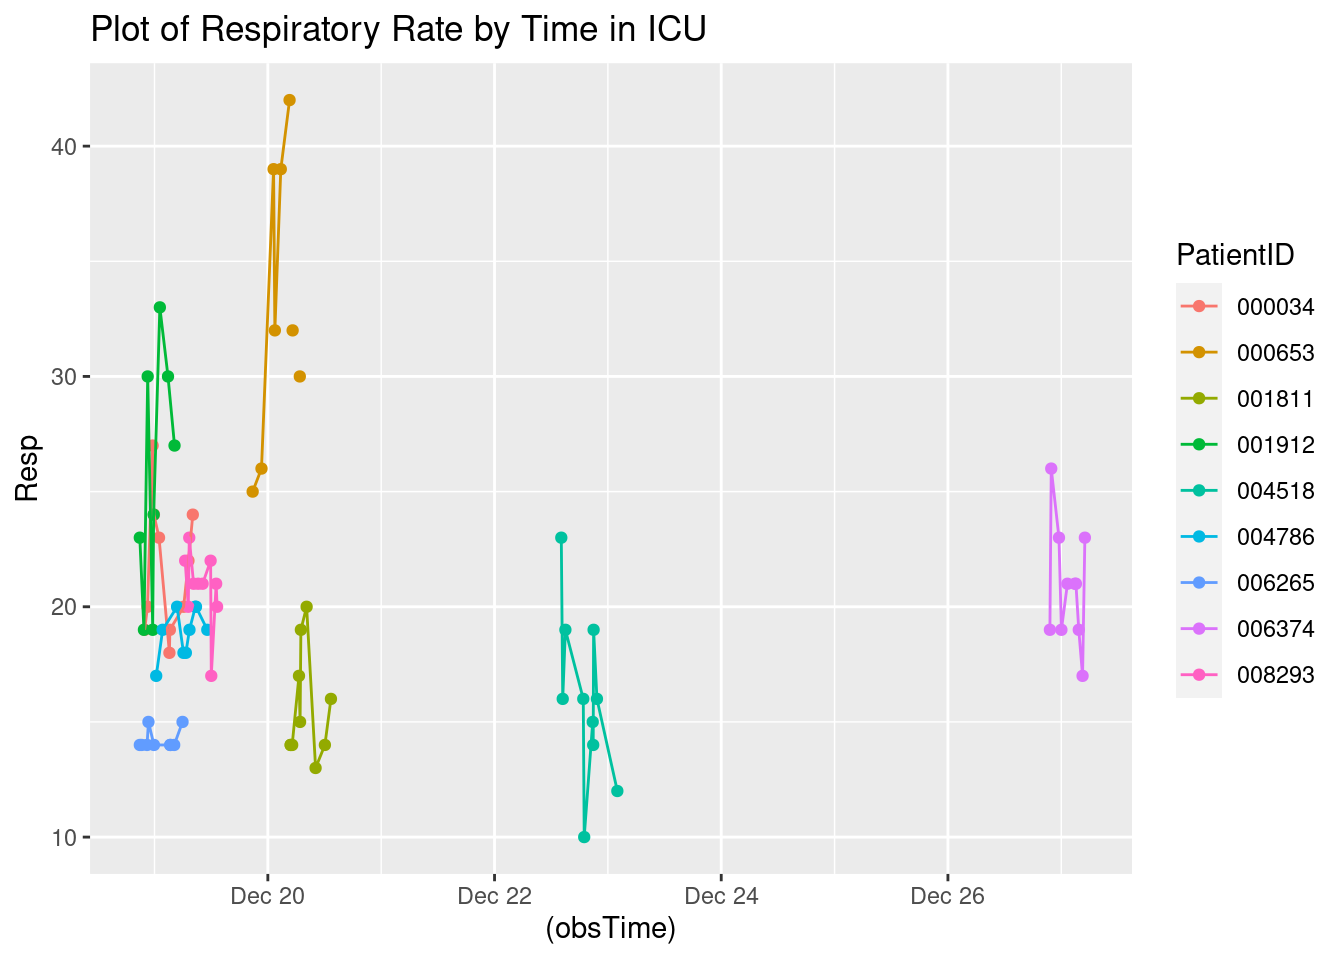 Plot of Respiratory Rate by Time in ICU
40
30
20
10
Resp
Dec 20
Dec 22
Dec 24
Dec 26
(obsTime)
PatientID
000034
000653
001811
001912
004518
004786
006265
006374
008293